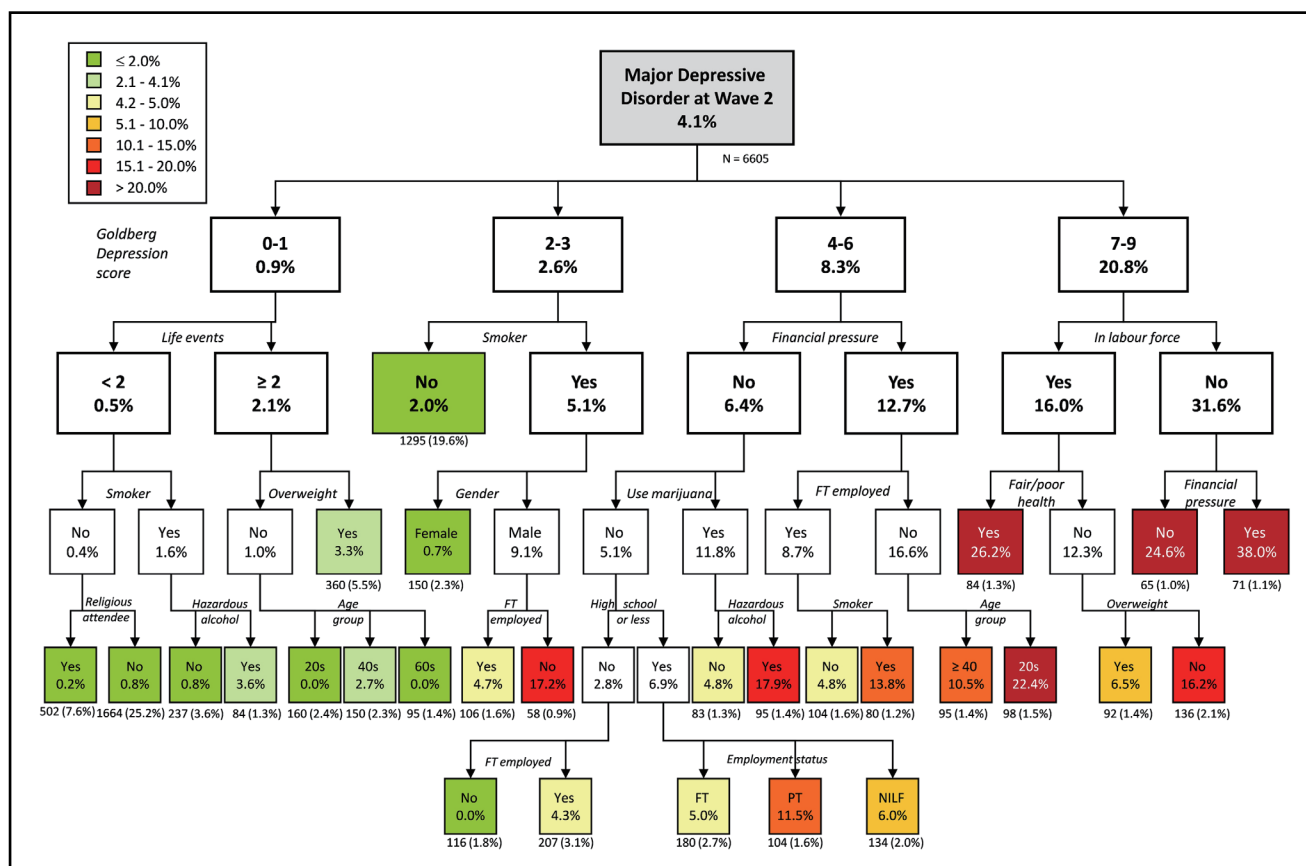 ≤ 2.0%
2.1 - 4.1%
4.2 - 5.0%
5.1 - 10.0%
10.1 - 15.0%
15.1 - 20.0%
> 20.0%
Major Depressive
Disorder at Wave 2
4.1%
N = 6605
Goldberg
Depression
score
0-1
0.9%
2-3
2.6%
4-6
8.3%
7-9
20.8%
Life events
Smoker
Financial pressure
In labour force
< 2
0.5%
≥ 2
2.1%
No
2.0%
1295 (19.6%)
Yes
5.1%
No
6.4%
Yes
12.7%
Yes
16.0%
No
31.6%
Smoker
Overweight
Gender
Use marijuana
FT employed
Fair/poor
health
Financial
pressure
No
0.4%
Yes
1.6%
No
1.0%
Yes
3.3%
360 (5.5%)
Female
0.7%
150 (2.3%)
Male
9.1%
No
5.1%
Yes
11.8%
Yes
8.7%
No
16.6%
Yes
26.2%
84 (1.3%)
No
12.3%
No
24.6%
65 (1.0%)
Yes
38.0%
71 (1.1%)
Religious
attendee
Hazardous
alcohol
Age
group
FT
employed
High school
or less
Hazardous
alcohol
Smoker
Age
group
Overweight
Yes
0.2%
502 (7.6%)
No
0.8%
1664 (25.2%)
No
0.8%
237 (3.6%)
Yes
3.6%
84 (1.3%)
20s
0.0%
160 (2.4%)
40s
2.7%
150 (2.3%)
60s
0.0%
95 (1.4%)
Yes
4.7%
106 (1.6%)
No
17.2%
58 (0.9%)
No
2.8%
Yes
6.9%
No
4.8%
83 (1.3%)
Yes
17.9%
95 (1.4%)
No
4.8%
104 (1.6%)
Yes
13.8%
80 (1.2%)
≥ 40
10.5%
95 (1.4%)
20s
22.4%
98 (1.5%)
Yes
6.5%
92 (1.4%)
No
16.2%
136 (2.1%)
FT employed
Employment status
No
0.0%
116 (1.8%)
Yes
4.3%
207 (3.1%)
FT
5.0%
180 (2.7%)
PT
11.5%
104 (1.6%)
NILF
6.0%
134 (2.0%)